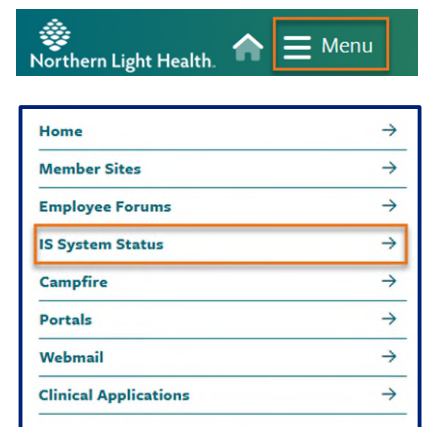 Northern Light Health.
Menu
Home
Member Sites
Employee Forums
IS System Status
Campfire
Portals
Webmail
Clinical Applications